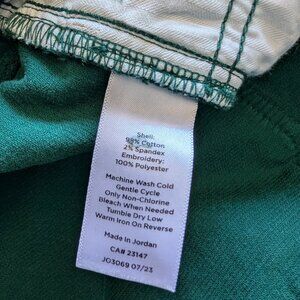 Shell:
98% Cotton
2% Spandex
Embroidery:
100% Polyester
Machine Wash Cold
Gentle Cycle
Only Non-Chlorine
Bleach When Needed
Tumble Dry Low
Warm Iron On Reverse
Made In Jordan
CA# 23147
JO3069 07/23